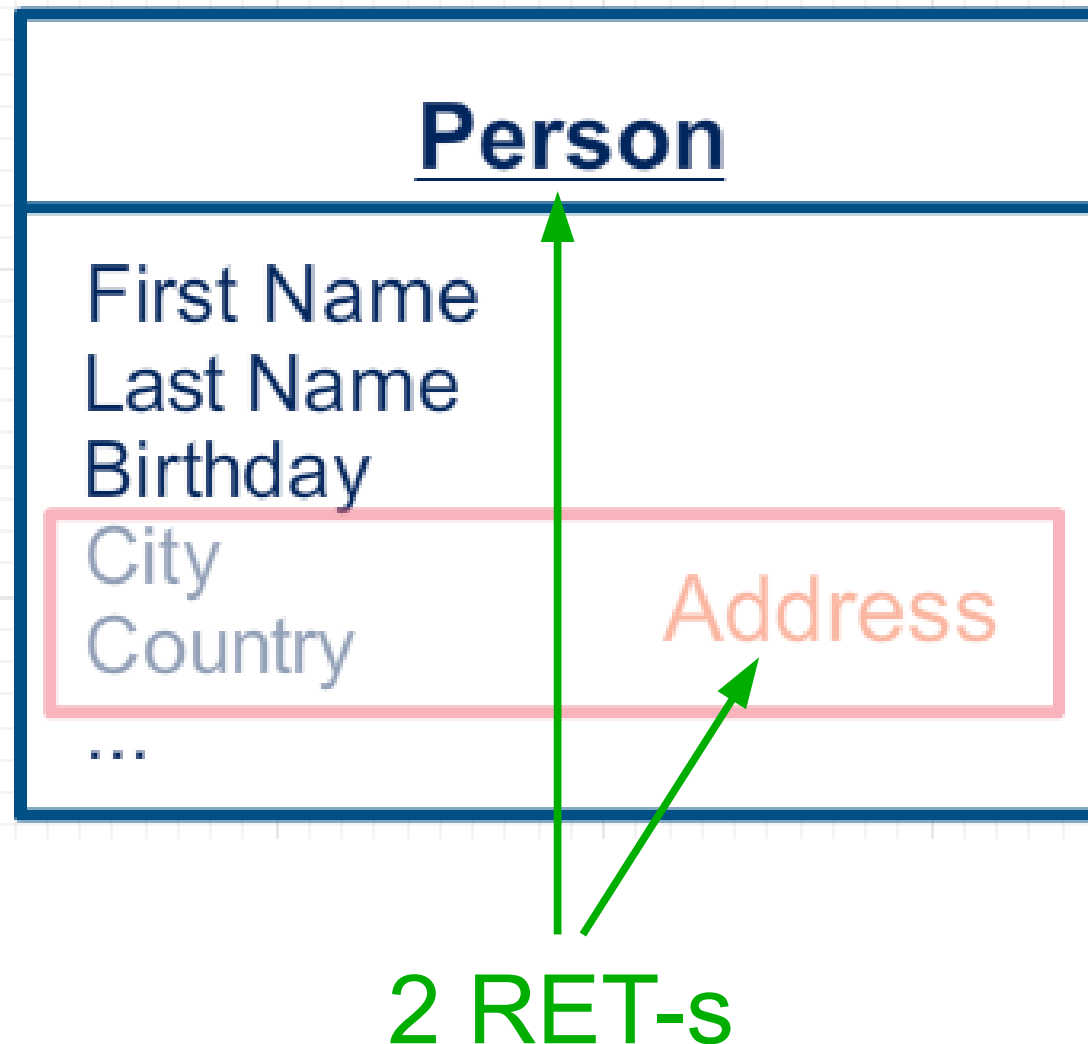 Person
First Name
Last Name
Birthday
City
Country
Address
...
2 RET-s